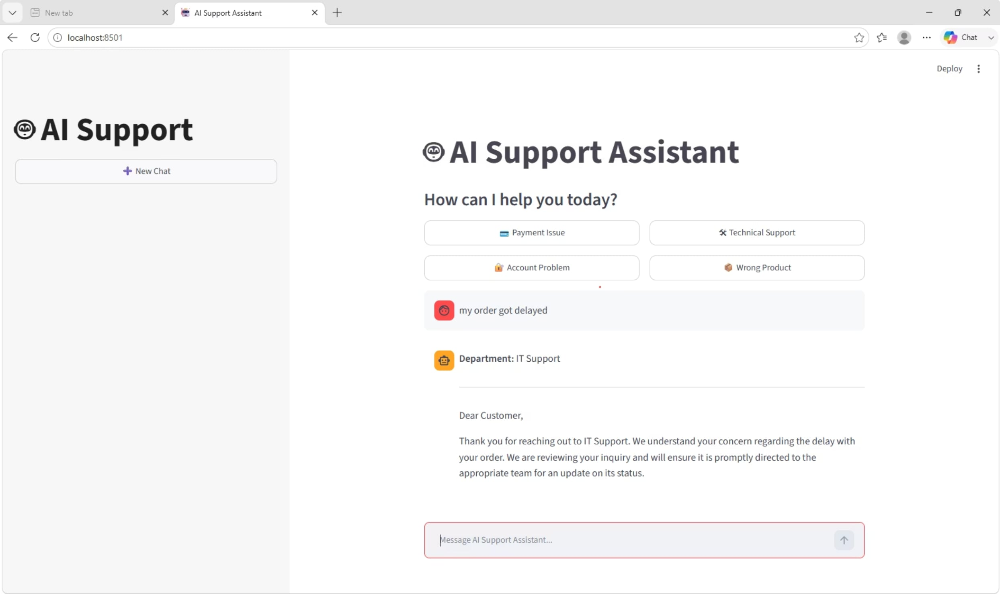 New tab
AI Support Assistant
localhost:8501
Chat
Deploy
AI Support
New Chat
AI Support Assistant
How can I help you today?
Payment Issue
Technical Support
Account Problem
Wrong Product
my order got delayed
Department: IT Support
Dear Customer,
Thank you for reaching out to IT Support. We understand your concern regarding the delay with
your order. We are reviewing your inquiry and will ensure it is promptly directed to the
appropriate team for an update on its status.
Message AI Support Assistant...